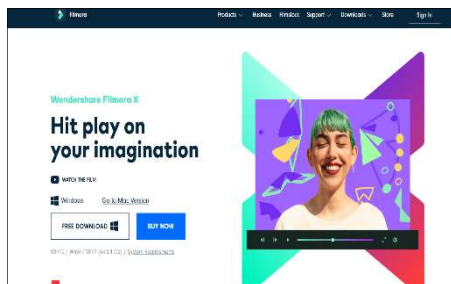 Filmora
Products Business Filmstock Support Downloads Store Sign In
Wondershare Filmora X
Hit play on
your imagination
WATCH THE FILM
Windows Go to Mac Version
FREE DOWNLOAD BUY NOW
System Requirements